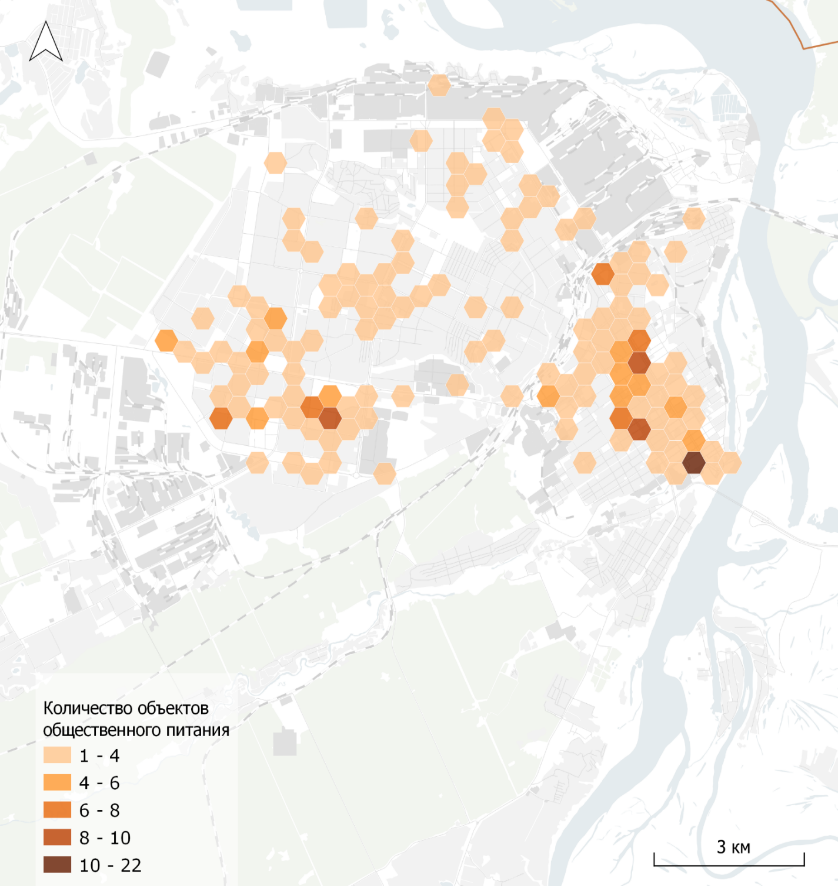 Количество объектов
общественного питания
1 - 4
4 - 6
6 - 8
8 - 10
10 - 22
3 км